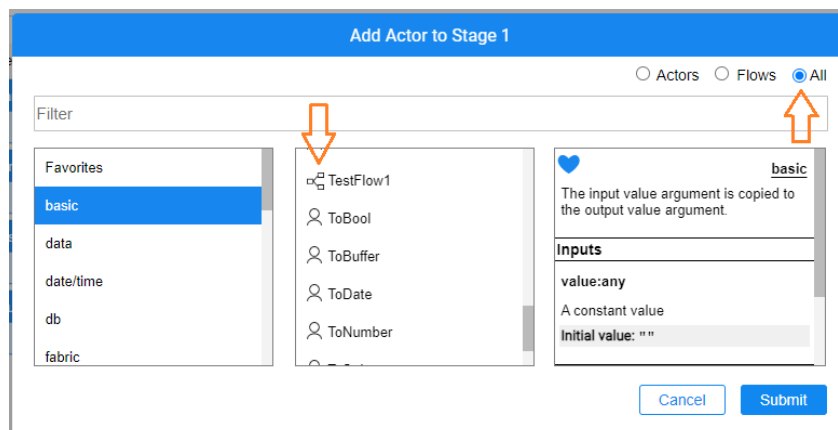 Add Actor to Stage 1
Actors Flows All
Filter
Favorites
basic
data
date/time
db
fabric
TestFlow1
ToBool
ToBuffer
ToDate
ToNumber
basic
The input value argument is copied to
the output value argument.
Inputs
value:any
A constant value
Initial value: " "
Cancel Submit